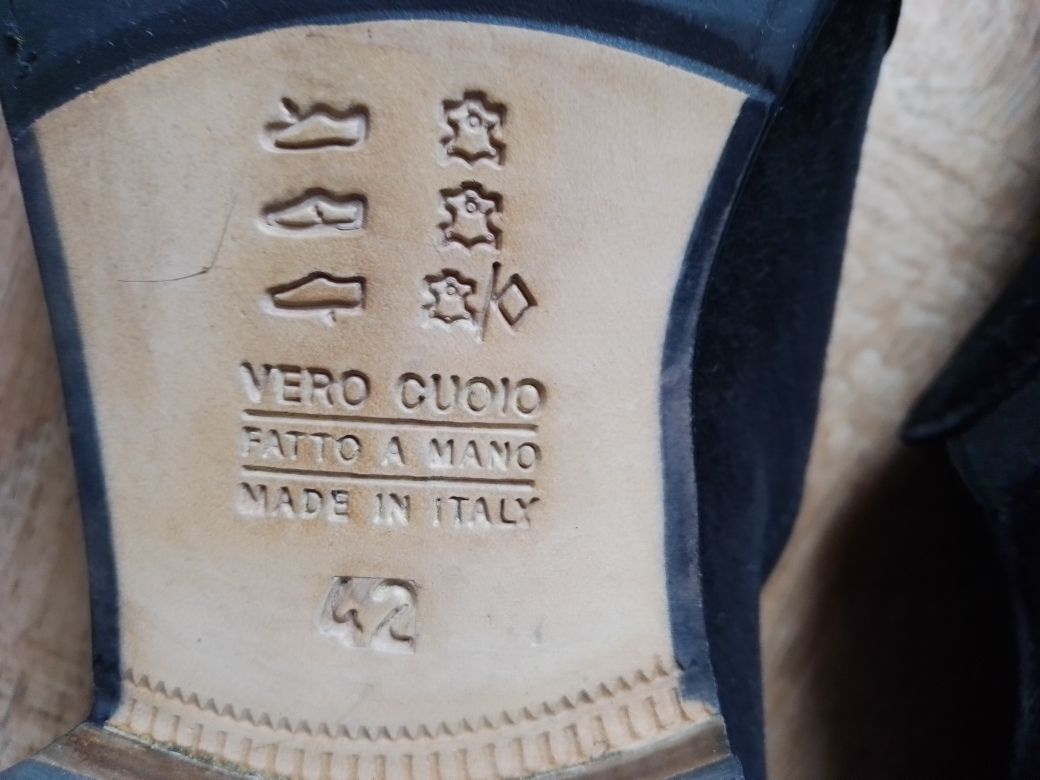 VERO CUOIO
FATTO A MANO
MADE IN ITALY
42